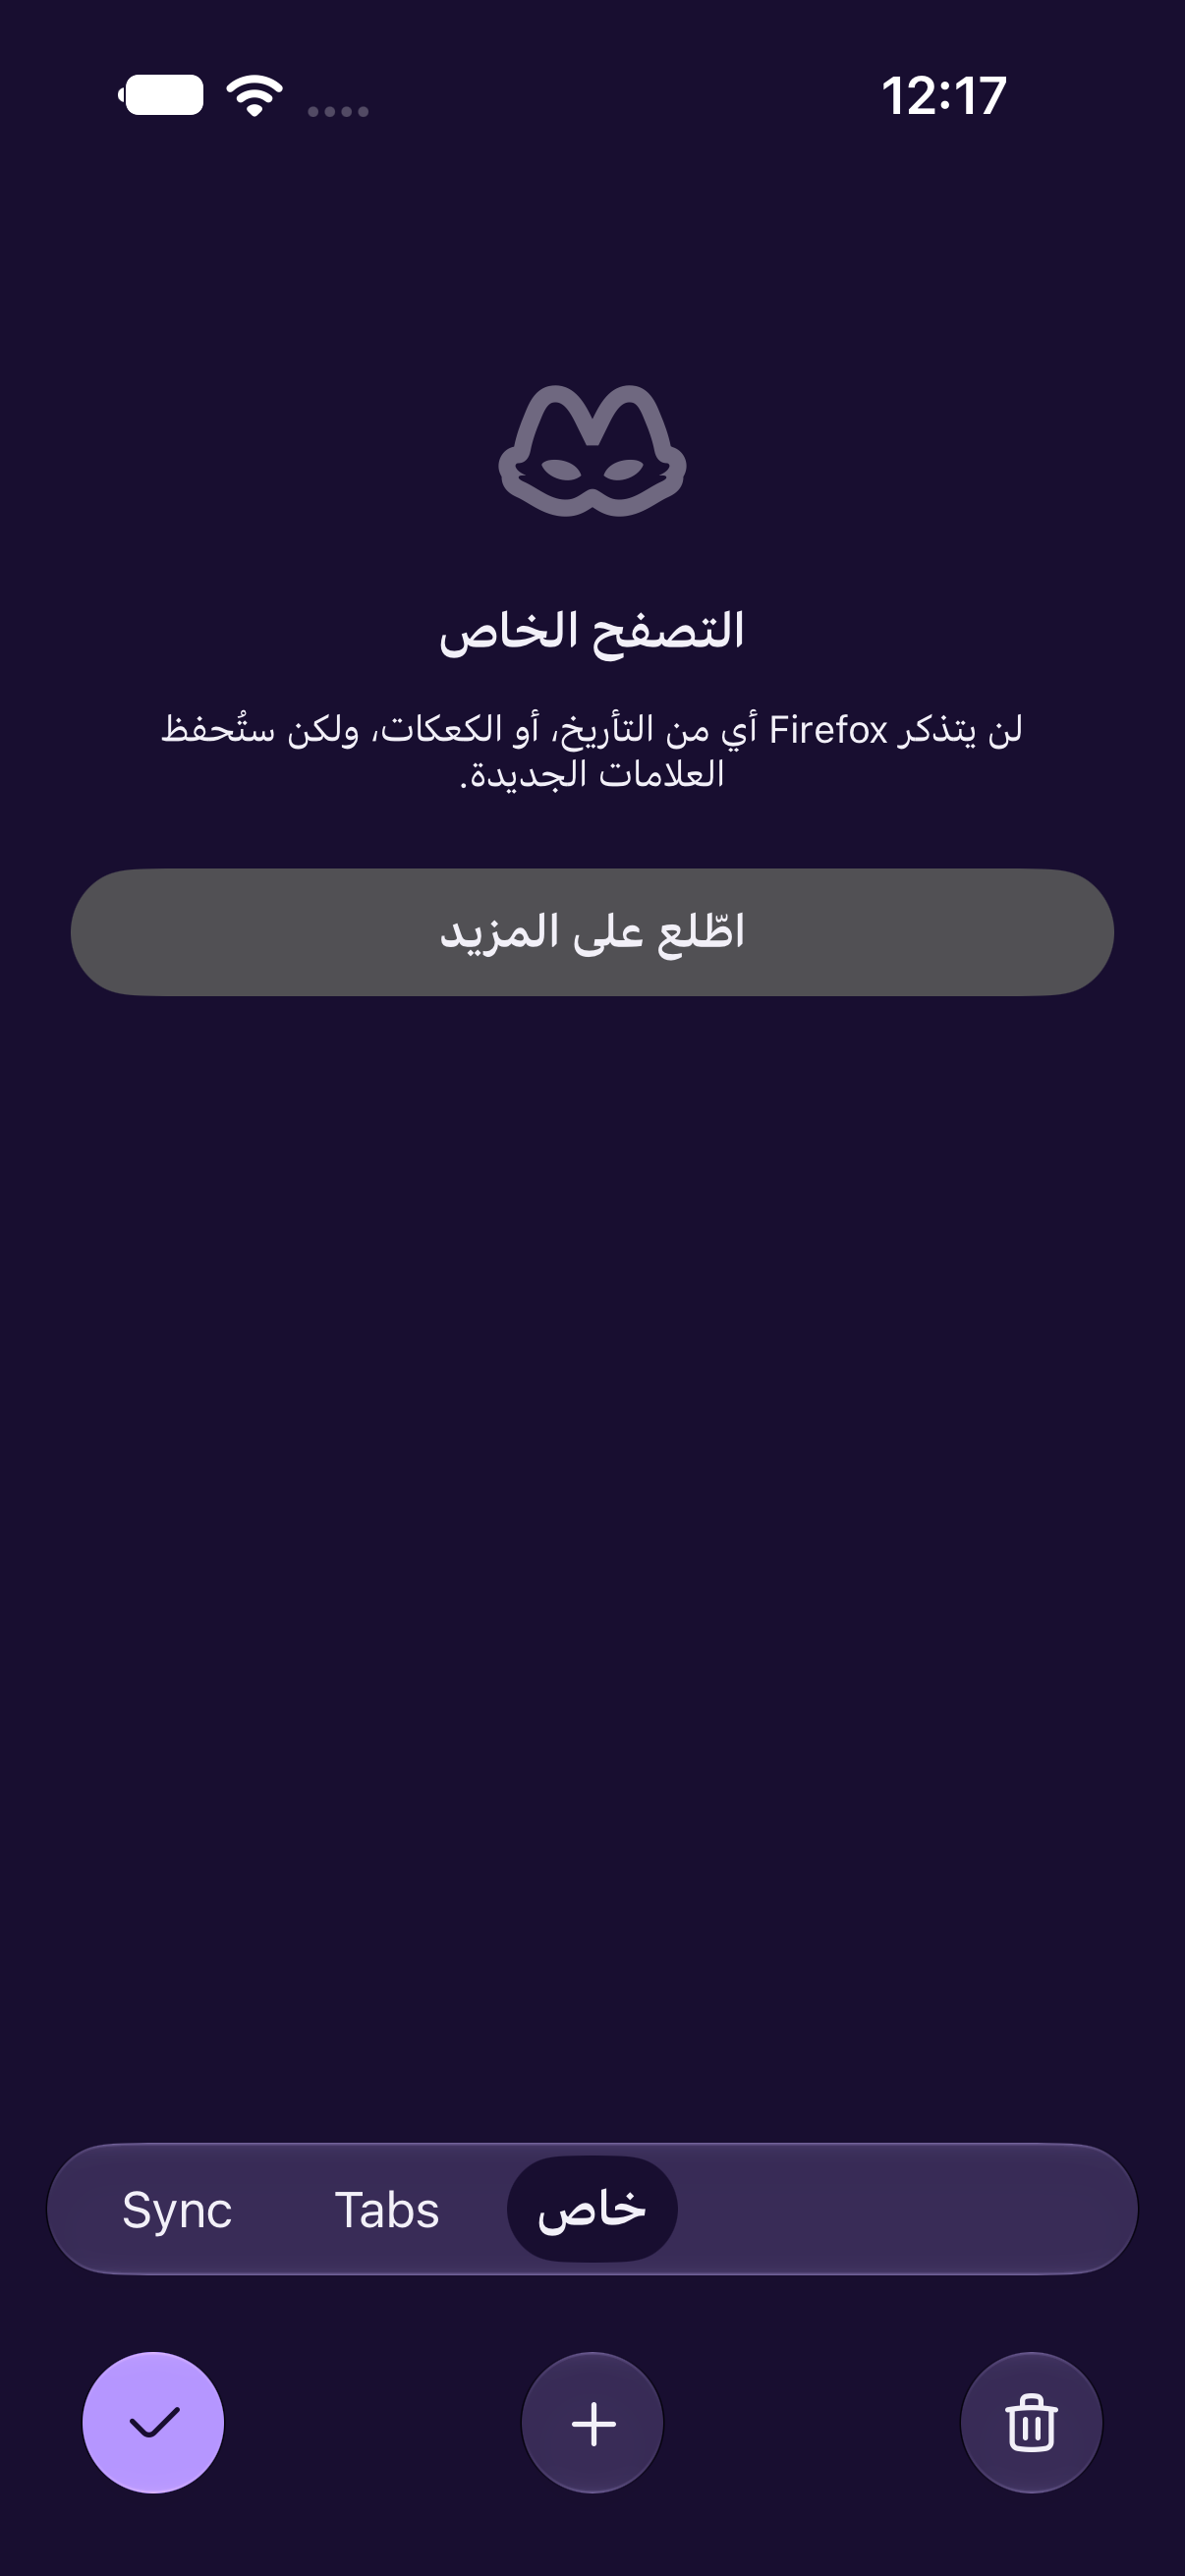 12:17
التصفح الخاص
لن يتذكر Firefox أي من التأريخ، أو الكعكات، ولكن ستُحفظ
العلامات الجديدة.
اطّلع على المزيد
خاص
Tabs
Sync